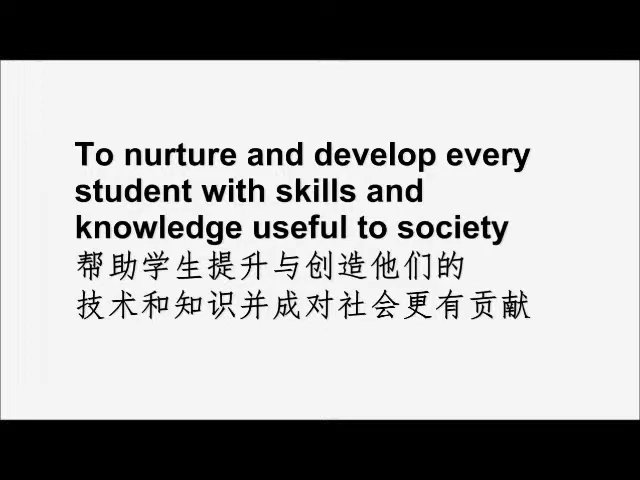 To nurture and develop every
student with skills and
knowledge useful to society
帮助学生提升与创造他们的
技术和知识并成对社会更有贡献